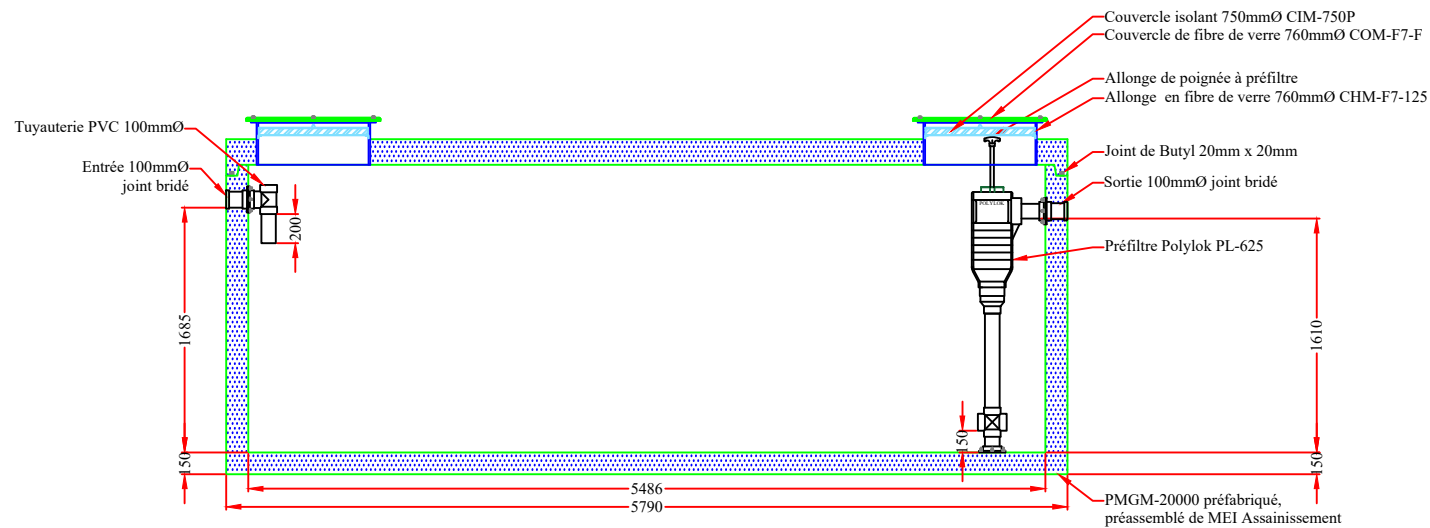 Couvercle isolant 750mmØ CIM-750P
Couvercle de fibre de verre 760mmØ COM-F7-F
Allonge de poignée à préfiltre
Allonge en fibre de verre 760mmØ CHM-F7-125
Tuyauterie PVC 100mmØ
Joint de Butyl 20mm x 20mm
Entrée 100mmØ
joint bridé
Sortie 100mmØ joint bridé
POLYLOK
200
Préfiltre Polylok PL-625
1685
1610
150
150
150
5486
5790
PMGM-20000 préfabriqué,
préassemblé de MEI Assainissement